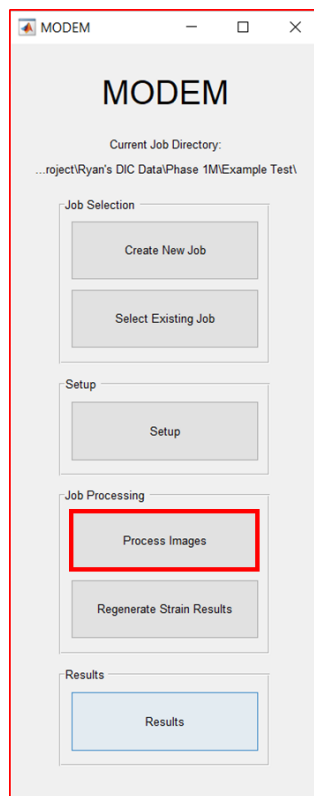 MODEM
MODEM
Current Job Directory:
...roject\Ryan's DIC Data\Phase 1M\Example Test\
Job Selection
Create New Job
Select Existing Job
Setup
Setup
Job Processing
Process Images
Regenerate Strain Results
Results
Results